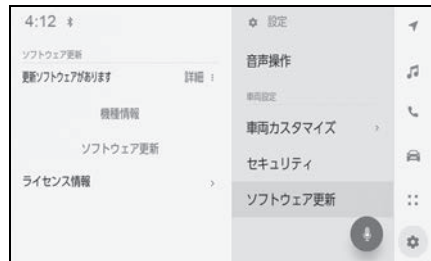 4:12
ソフトウェア更新
更新ソフトウェアがあります 詳細
機種情報
ソフトウェア更新
ライセンス情報
設定
音声操作
車両設定
車両カスタマイズ
セキュリティ
ソフトウェア更新